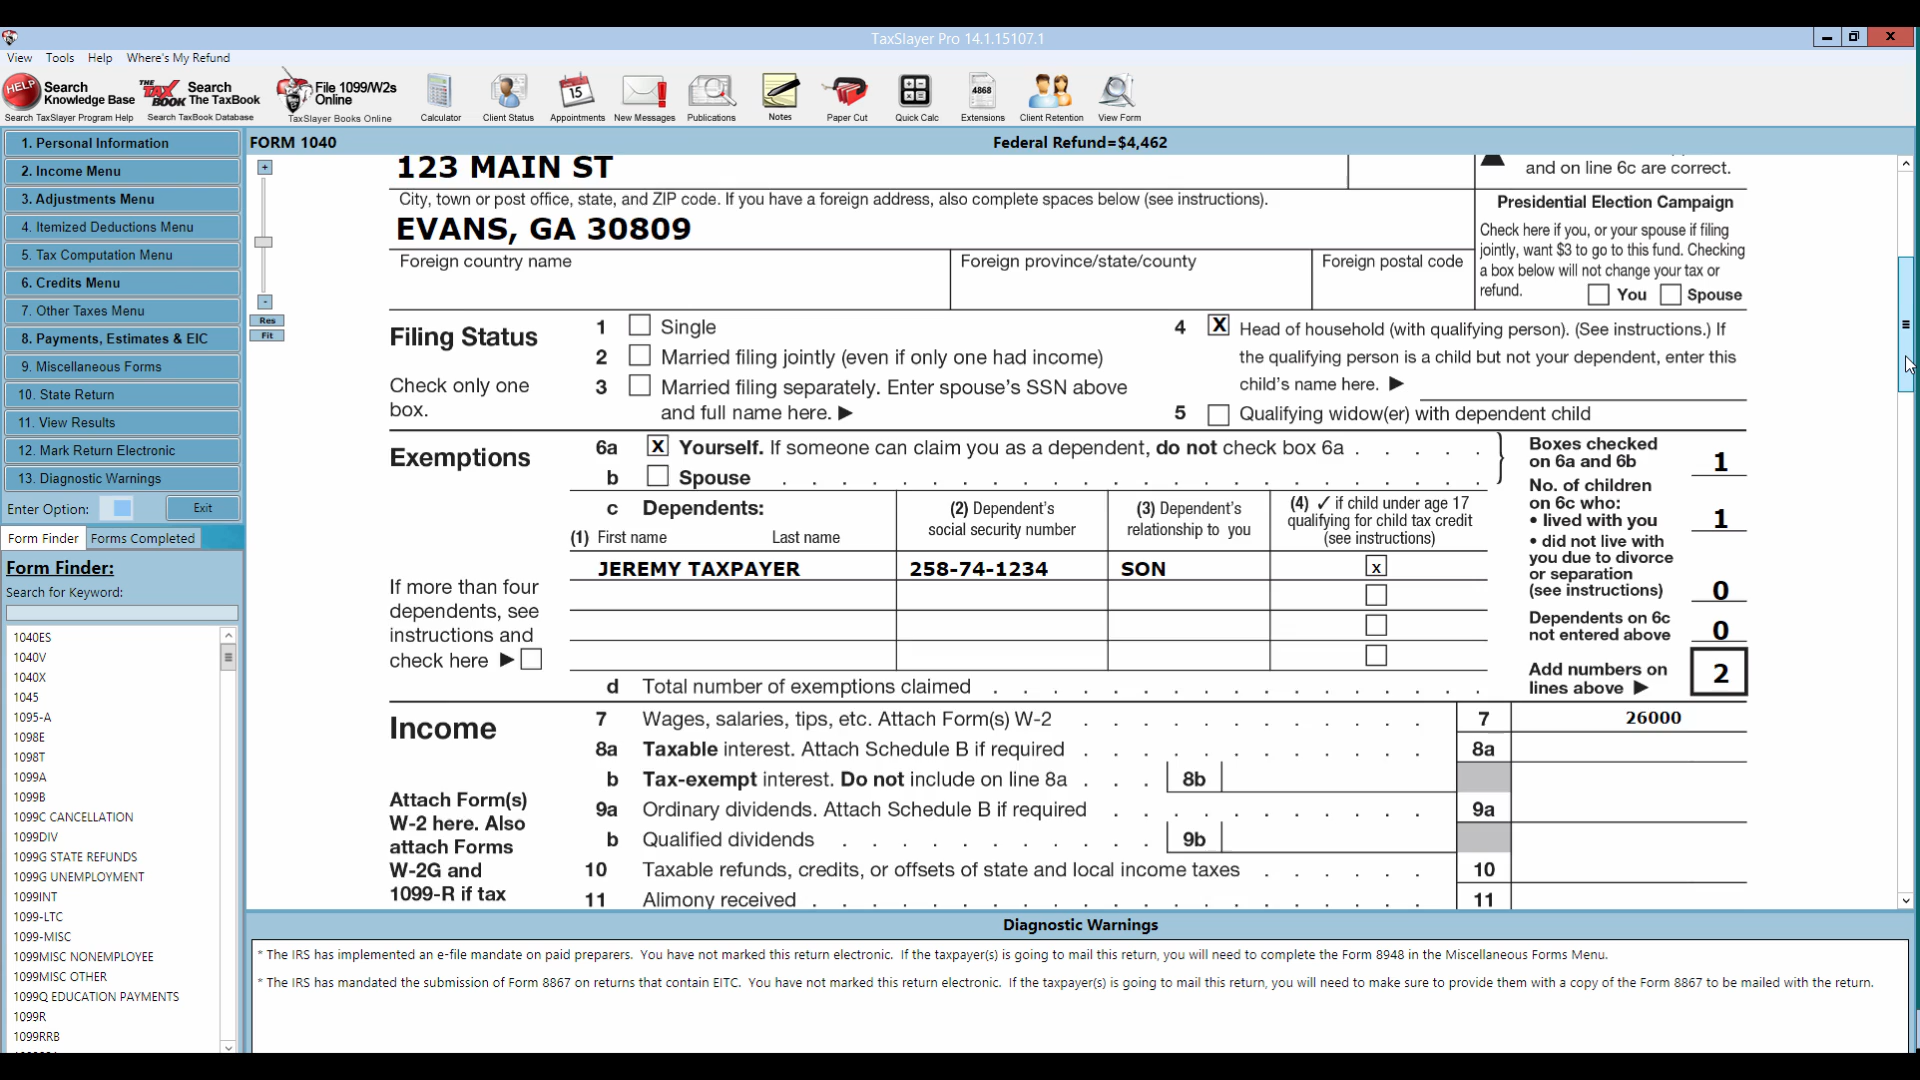 TaxSlayer Pro 14.1.15107.1
View Tools Help Where's My Refund
HELP
Search Knowledge Base
Search TaxSlayer Program Help
THE TAX BOOK
Search The TaxBook
Search TaxBook Database
File 1099/W2s Online
TaxSlayer Books Online
Calculator
Client Status
15
Appointments
New Messages
Publications
Notes
Paper Cut
Quick Calc
4868
Extensions
Client Retention
View Form
1. Personal Information
2. Income Menu
3. Adjustments Menu
4. Itemized Deductions Menu
5. Tax Computation Menu
6. Credits Menu
7. Other Taxes Menu
8. Payments, Estimates & EIC
9. Miscellaneous Forms
10. State Return
11. View Results
12. Mark Return Electronic
13. Diagnostic Warnings
Enter Option: Exit
Form Finder Forms Completed
Form Finder:
Search for Keyword:
1040ES
1040V
1040X
1045
1095-A
1098E
1098T
1099A
1099B
1099C CANCELLATION
1099DIV
1099G STATE REFUNDS
1099G UNEMPLOYMENT
1099INT
1099-LTC
1099-MISC
1099MISC NONEMPLOYEE
1099MISC OTHER
1099Q EDUCATION PAYMENTS
1099R
1099RRB
FORM 1040 Federal Refund=$4,462
+
-
Res
Fit
123 MAIN ST
and on line 6c are correct.
City, town or post office, state, and ZIP code. If you have a foreign address, also complete spaces below (see instructions).
EVANS, GA 30809
Foreign country name
Foreign province/state/county
Foreign postal code
Presidential Election Campaign
Check here if you, or your spouse if filing
jointly, want $3 to go to this fund. Checking
a box below will not change your tax or
refund. You Spouse
Filing Status
Check only one
box.
1 Single
2 Married filing jointly (even if only one had income)
3 Married filing separately. Enter spouse's SSN above
and full name here. ▶
4 X Head of household (with qualifying person). (See instructions.) If
the qualifying person is a child but not your dependent, enter this
child's name here. ▶
5 Qualifying widow(er) with dependent child
Exemptions
6a X Yourself. If someone can claim you as a dependent, do not check box 6a . . . . .
b Spouse . . . . . . . . . . . . . . . . . . . . . . . .
c Dependents:
(1) First name Last name
(2) Dependent's
social security number
(3) Dependent's
relationship to you
(4) ✓ if child under age 17
qualifying for child tax credit
(see instructions)
JEREMY TAXPAYER 258-74-1234 SON x
If more than four
dependents, see
instructions and
check here ▶
d Total number of exemptions claimed . . . . . . . . . . . . . . . . .
Boxes checked
on 6a and 6b 1
No. of children
on 6c who:
• lived with you 1
• did not live with
you due to divorce
or separation
(see instructions) 0
Dependents on 6c
not entered above 0
Add numbers on
lines above ▶ 2
Income
7 Wages, salaries, tips, etc. Attach Form(s) W-2 . . . . . . . . . . . . 7 26000
8a Taxable interest. Attach Schedule B if required . . . . . . . . . . . . 8a
b Tax-exempt interest. Do not include on line 8a . . . 8b
9a Ordinary dividends. Attach Schedule B if required . . . . . . . . . . . 9a
b Qualified dividends . . . . . . . . . . . 9b
10 Taxable refunds, credits, or offsets of state and local income taxes . . . . . . 10
11 Alimony received . . . . . . . . . . . . . . . . . . . . . 11
Attach Form(s)
W-2 here. Also
attach Forms
W-2G and
1099-R if tax
Diagnostic Warnings
* The IRS has implemented an e-file mandate on paid preparers. You have not marked this return electronic. If the taxpayer(s) is going to mail this return, you will need to complete the Form 8948 in the Miscellaneous Forms Menu.
* The IRS has mandated the submission of Form 8867 on returns that contain EITC. You have not marked this return electronic. If the taxpayer(s) is going to mail this return, you will need to make sure to provide them with a copy of the Form 8867 to be mailed with the return.